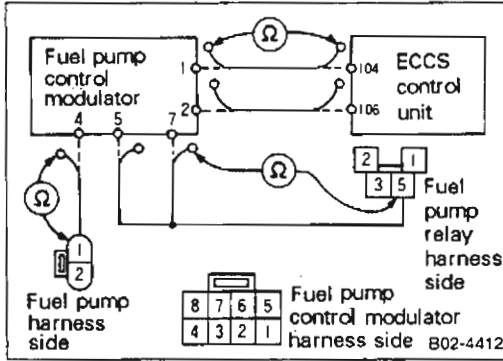 Ω
Fuel pump
control
modulator
1
104
ECCS
control
unit
2
106
4 5 7
Ω
Ω
2 1
3 5
Fuel
pump
relay
harness
side
1
2
Fuel pump
harness
side
8 7 6 5
4 3 2 1
Fuel pump
control modulator
harness side
B02-4412